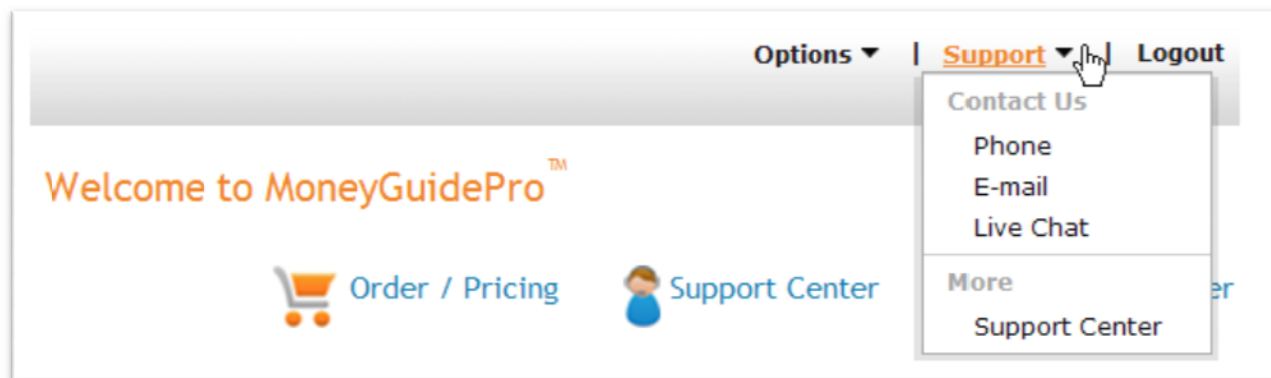 Options ▼ | Support ▼ | Logout
Contact Us
Phone
E-mail
Live Chat
More
Support Center
Welcome to MoneyGuidePro™
Order / Pricing Support Center